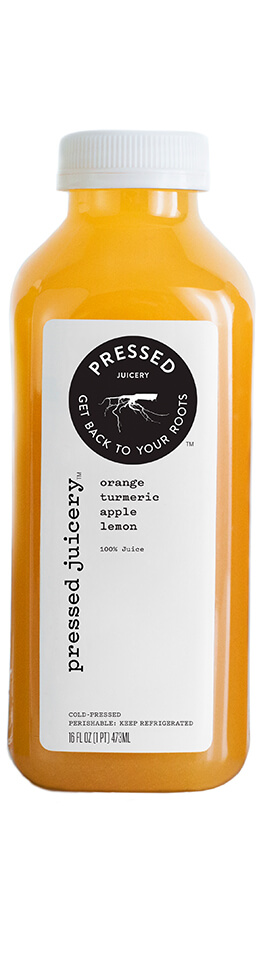 PRESSED
JUICERY
GET BACK TO YOUR ROOTS
TM
pressed juicery TM
orange
turmeric
apple
lemon
100% Juice
COLD-PRESSED
PERISHABLE: KEEP REFRIGERATED
16 FL OZ (1 PT) 473ML